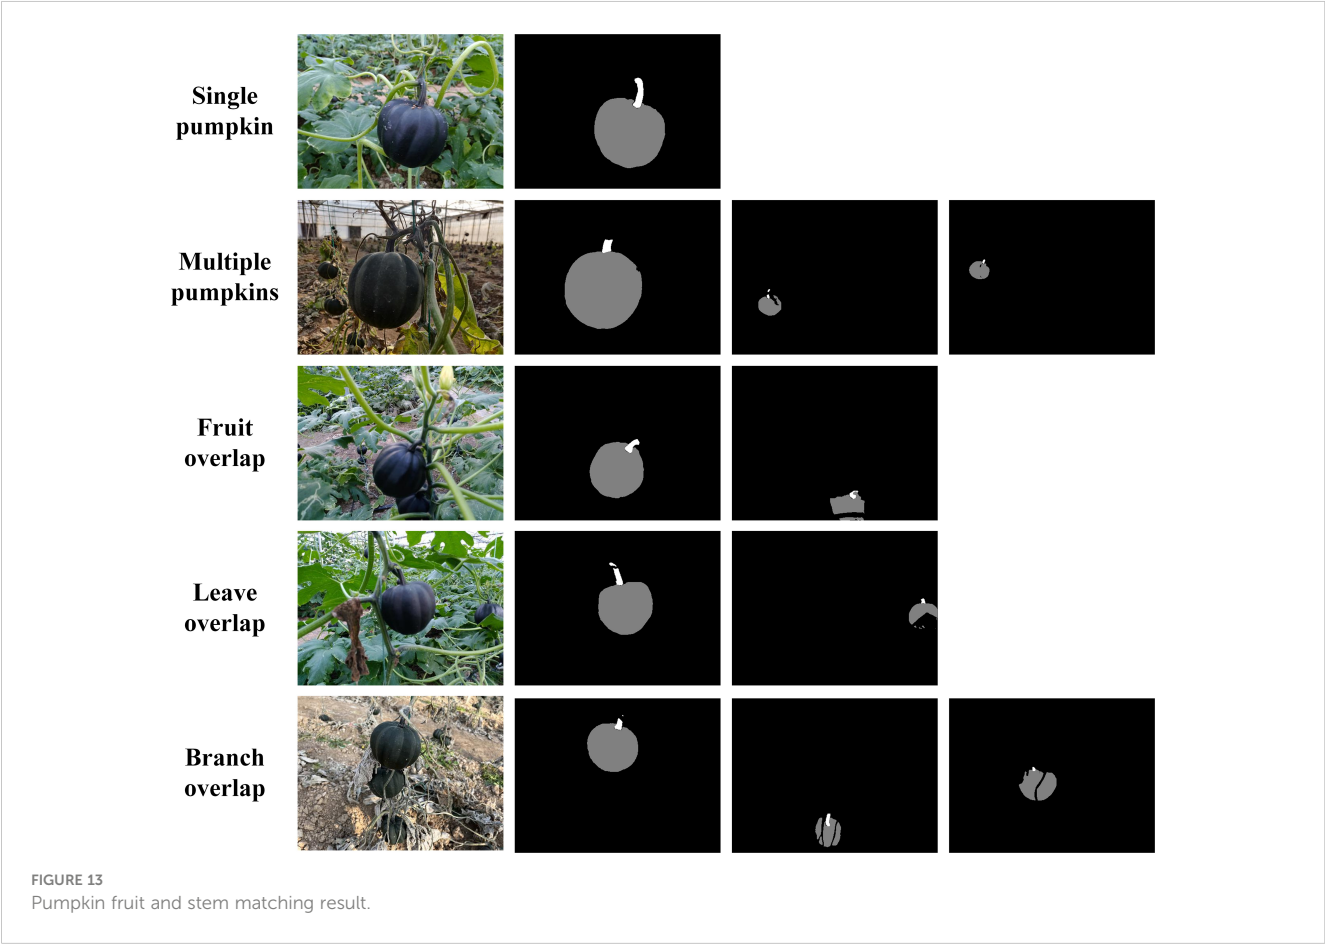 Single
pumpkin
Multiple
pumpkins
Fruit
overlap
Leave
overlap
Branch
overlap
FIGURE 13
Pumpkin fruit and stem matching result.